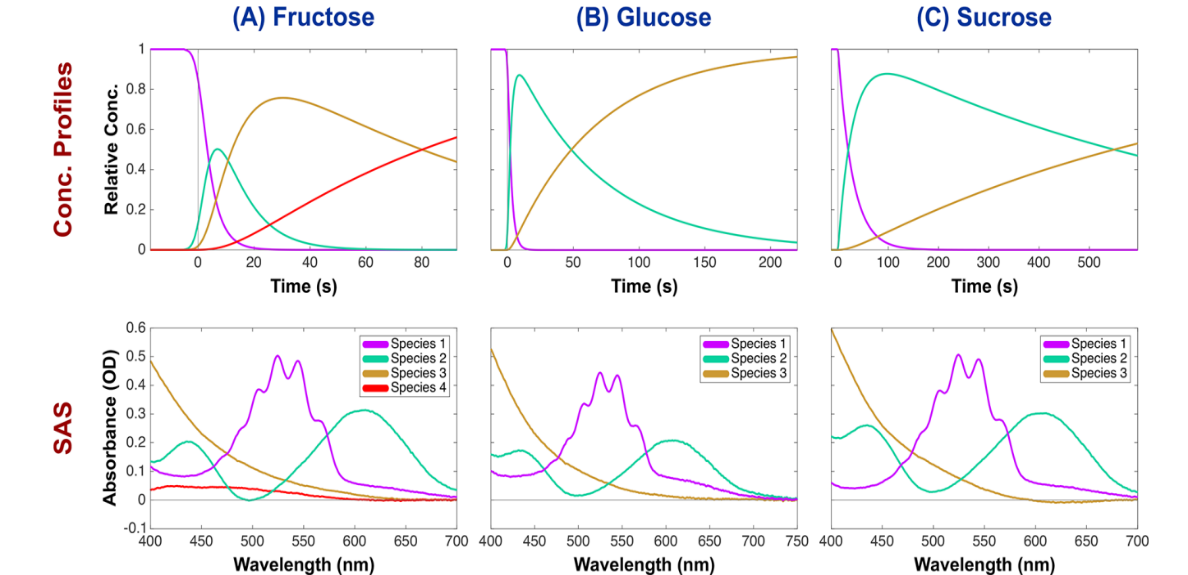 (A) Fructose (B) Glucose (C) Sucrose
Conc. Profiles
Relative Conc.
1
0.8
0.6
0.4
0.2
0
0 20 40 60 80
0 50 100 150 200
0 100 200 300 400 500
Time (s) Time (s) Time (s)
SAS
Absorbance (OD)
0.6
0.5
0.4
0.3
0.2
0.1
0
-0.1
Species 1
Species 2
Species 3
Species 4
Species 1
Species 2
Species 3
Species 1
Species 2
Species 3
400 450 500 550 600 650 700
400 450 500 550 600 650 700 750
400 450 500 550 600 650 700
Wavelength (nm) Wavelength (nm) Wavelength (nm)